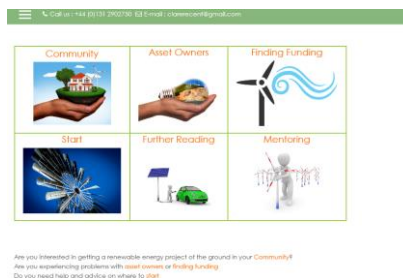 Call us : +44 (0)131 2902750 E-mail : clarerecent@gmail.com
Community
Asset Owners
Finding Funding
Start
Further Reading
Mentoring
Are you interested in getting a renewable energy project of the ground in your Community?
Are you experiencing problems with asset owners or finding funding
Do you need help and advice on where to start